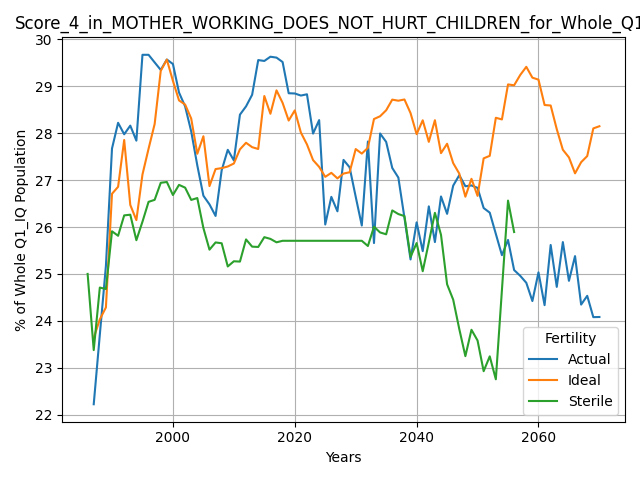 Score_4_in_MOTHER_WORKING_DOES_NOT_HURT_CHILDREN_for_Whole_Q1
30
29
28
27
26
25
24
23
22
% of Whole Q1_IQ Population
2000
2020
2040
2060
Years
Fertility
Actual
Ideal
Sterile